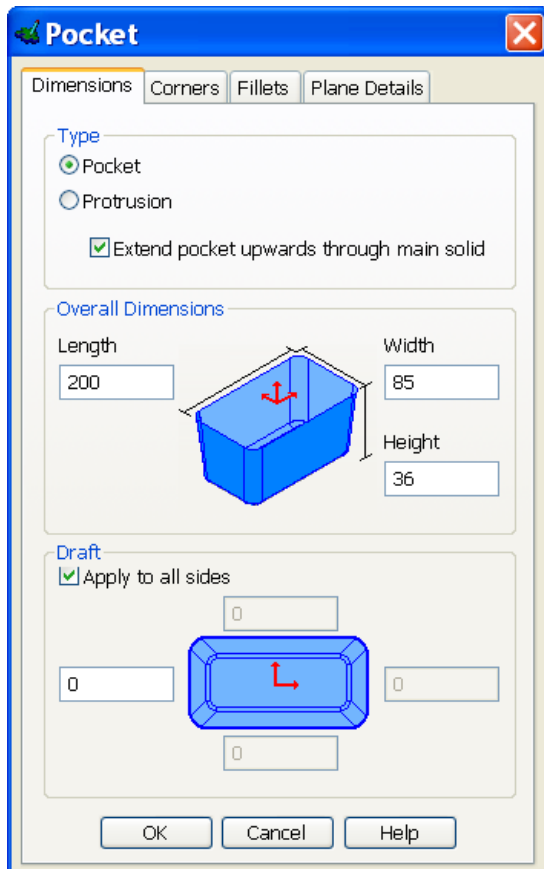 Pocket
Dimensions Corners Fillets Plane Details
Type
Pocket
Protrusion
Extend pocket upwards through main solid
Overall Dimensions
Length Width
200 85
Height
36
Draft
Apply to all sides
0
0 0
0
OK Cancel Help